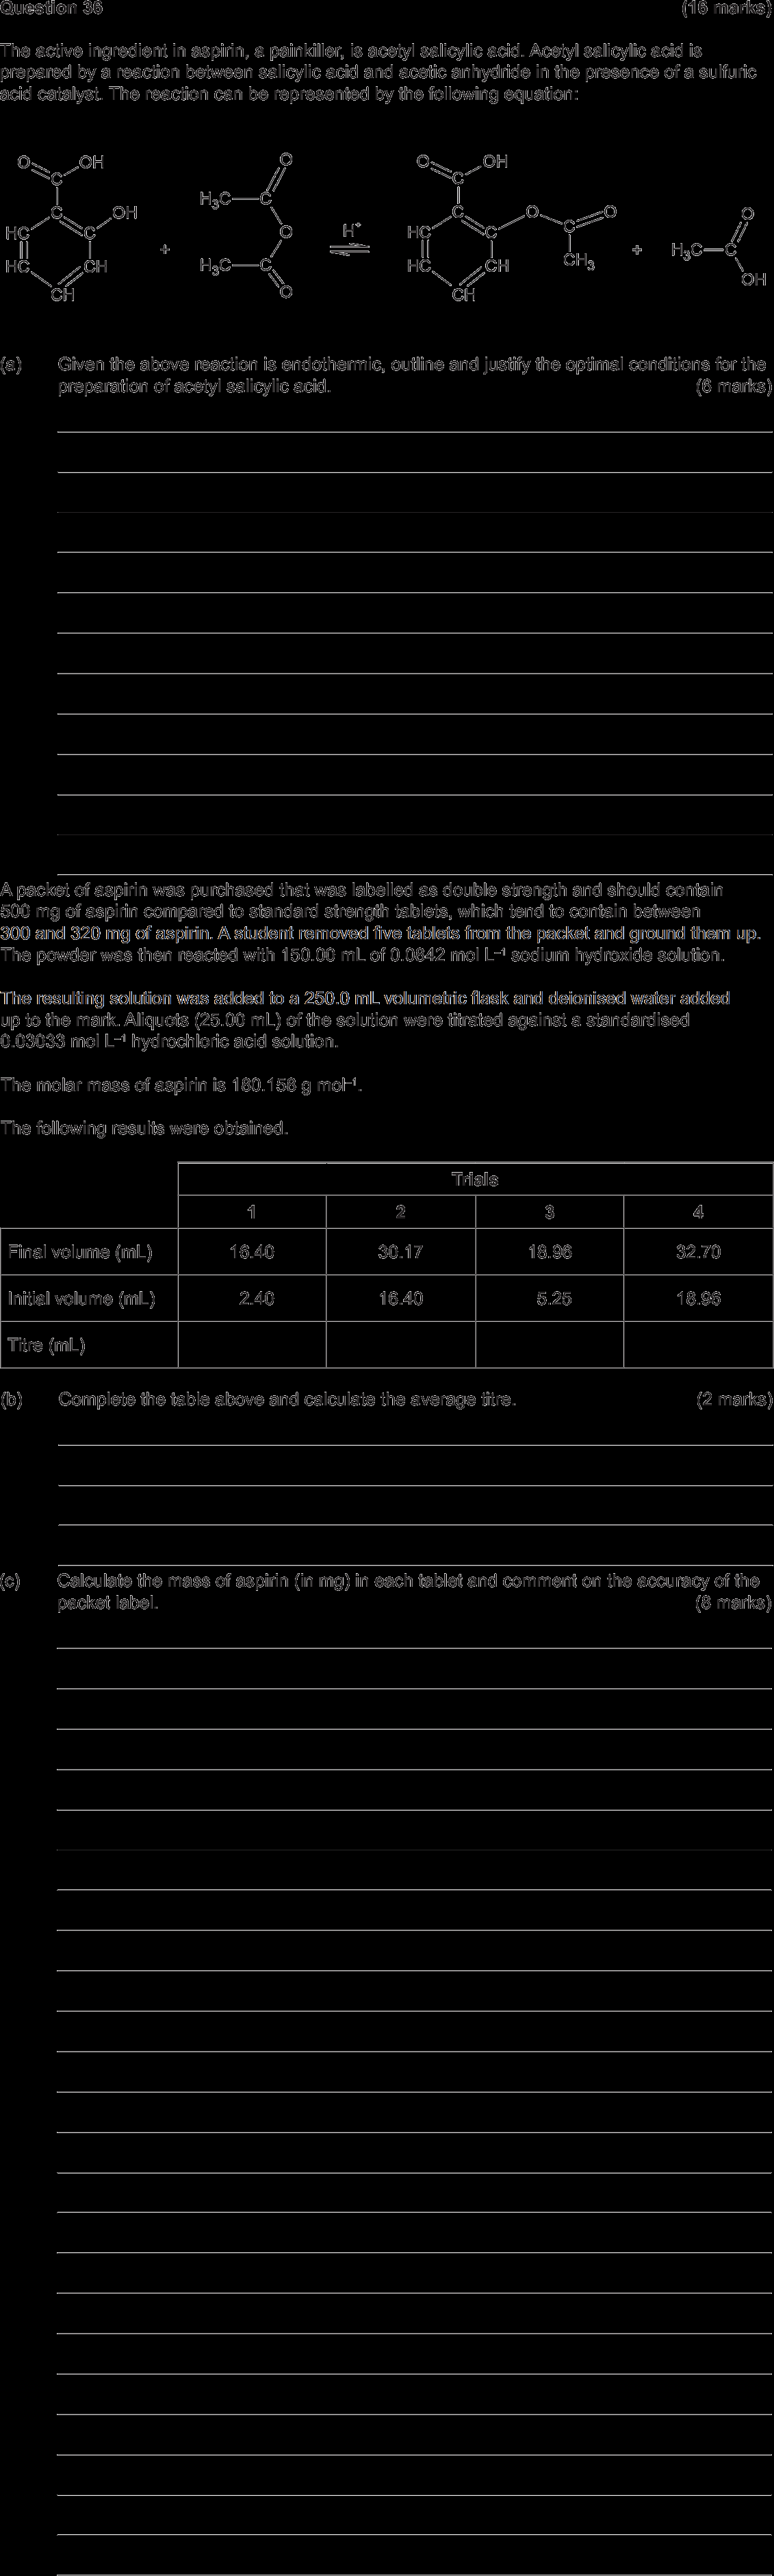 Question 36 (16 marks)
The active ingredient in aspirin, a painkiller, is acetyl salicylic acid. Acetyl salicylic acid is
prepared by a reaction between salicylic acid and acetic anhydride in the presence of a sulfuric
acid catalyst. The reaction can be represented by the following equation:
O OH
C
C OH
HC C
HC CH
CH
+
O
H₃C C
O
H₃C C
O
H⁺
⇌
O OH
C
C O O
HC C C
HC CH CH₃
CH
+
O
H₃C C
OH
(a) Given the above reaction is endothermic, outline and justify the optimal conditions for the
preparation of acetyl salicylic acid. (6 marks)
A packet of aspirin was purchased that was labelled as double strength and should contain
500 mg of aspirin compared to standard strength tablets, which tend to contain between
300 and 320 mg of aspirin. A student removed five tablets from the packet and ground them up.
The powder was then reacted with 150.00 mL of 0.0842 mol L⁻¹ sodium hydroxide solution.
The resulting solution was added to a 250.0 mL volumetric flask and deionised water added
up to the mark. Aliquots (25.00 mL) of the solution were titrated against a standardised
0.03033 mol L⁻¹ hydrochloric acid solution.
The molar mass of aspirin is 180.156 g mol⁻¹.
The following results were obtained.
Trials
1 2 3 4
Final volume (mL) 16.40 30.17 18.96 32.70
Initial volume (mL) 2.40 16.40 5.25 18.96
Titre (mL)
(b) Complete the table above and calculate the average titre. (2 marks)
(c) Calculate the mass of aspirin (in mg) in each tablet and comment on the accuracy of the
packet label. (8 marks)